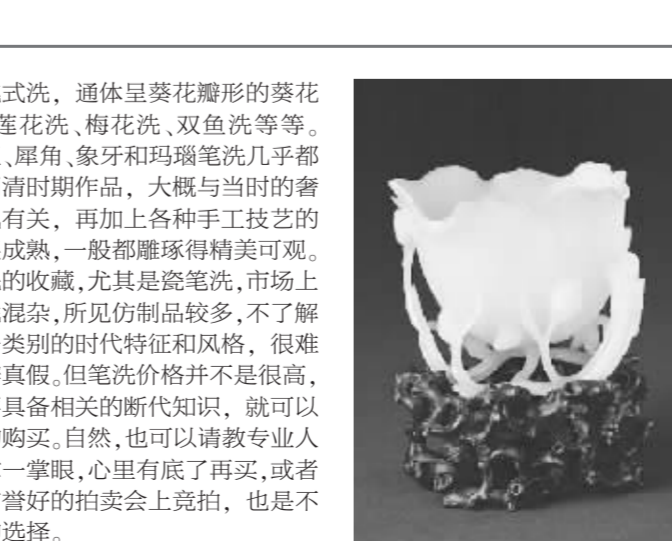 式洗，通体呈葵花瓣形的葵花
莲花洗、梅花洗、双鱼洗等等。
、犀角、象牙和玛瑙笔洗几乎都
清时期作品，大概与当时的奢
有关，再加上各种手工技艺的
成熟，一般都雕琢得精美可观。
的收藏，尤其是瓷笔洗，市场上
混杂，所见仿制品较多，不了解
类别的时代特征和风格，很难
真假。但笔洗价格并不是很高，
具备相关的断代知识，就可以
购买。自然，也可以请教专业人
一掌眼，心里有底了再买，或者
誉好的拍卖会上竞拍，也是不
选择。